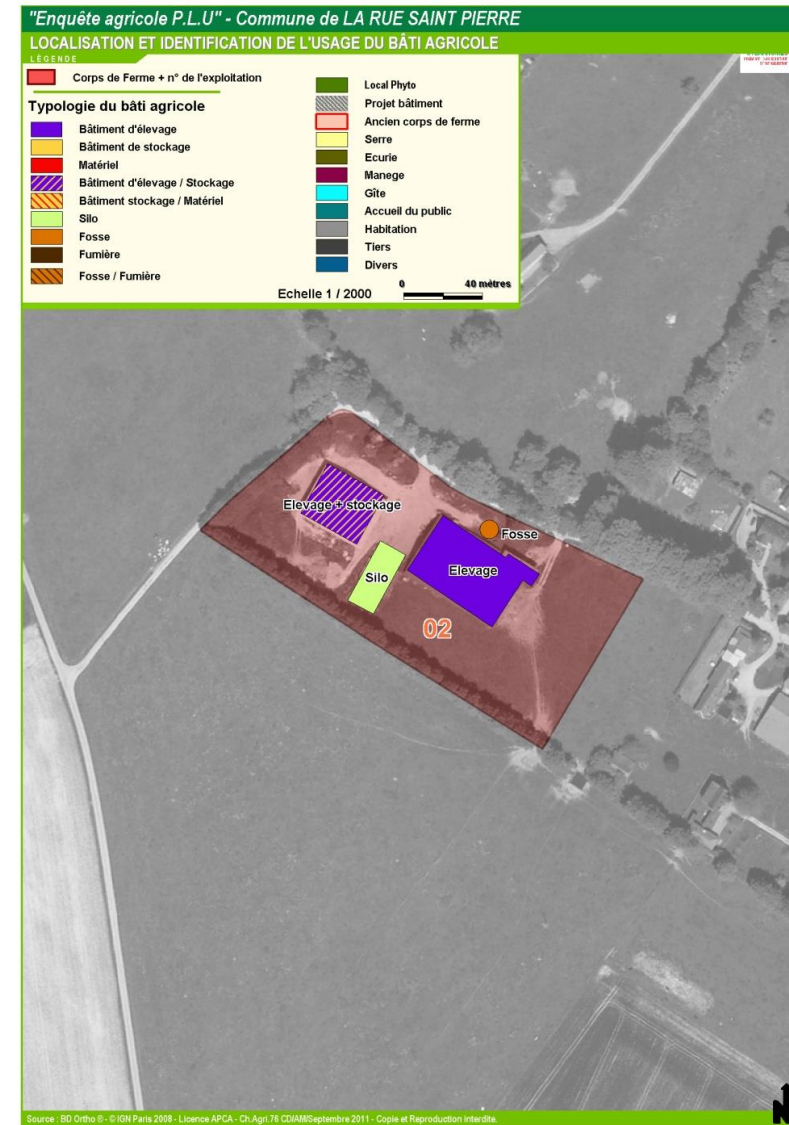 "Enquête agricole P.L.U" - Commune de LA RUE SAINT PIERRE
LOCALISATION ET IDENTIFICATION DE L'USAGE DU BÂTI AGRICOLE
LÉGENDE
Corps de Ferme + n° de l'exploitation
Typologie du bâti agricole
Bâtiment d'élevage
Bâtiment de stockage
Matériel
Bâtiment d'élevage / Stockage
Bâtiment stockage / Matériel
Silo
Fosse
Fumière
Fosse / Fumière
Local Phyto
Projet bâtiment
Ancien corps de ferme
Serre
Ecurie
Manege
Gîte
Accueil du public
Habitation
Tiers
Divers
Echelle 1 / 2000
0 40 mètres
Elevage + stockage
Fosse
Elevage
Silo
02
N
Source : BD Ortho ® - © IGN Paris 2008 - Licence APCA - Ch.Agri.76 CD/AM/Septembre 2011 - Copie et Reproduction interdite.